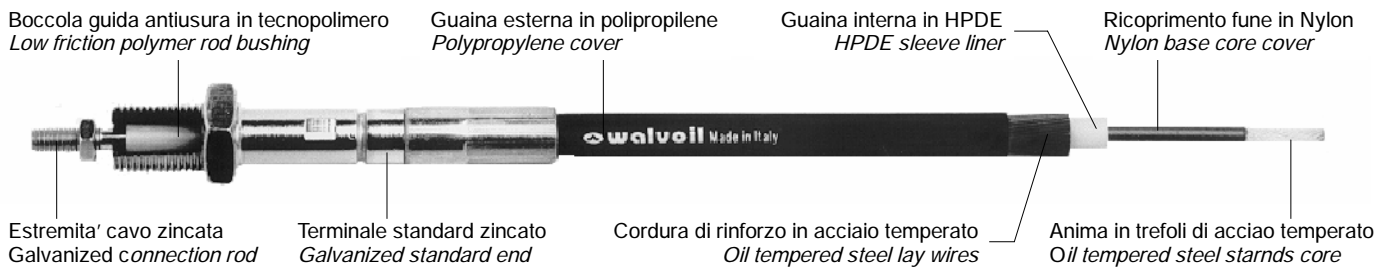 Boccola guida antiusura in tecnopolimero
Low friction polymer rod bushing
Guaina esterna in polipropilene
Polypropylene cover
Guaina interna in HPDE
HPDE sleeve liner
Ricoprimento fune in Nylon
Nylon base core cover
walvoil Made in Italy
Estremita' cavo zincata
Galvanized connection rod
Terminale standard zincato
Galvanized standard end
Cordura di rinforzo in acciaio temperato
Oil tempered steel lay wires
Anima in trefoli di acciao temperato
Oil tempered steel starnds core